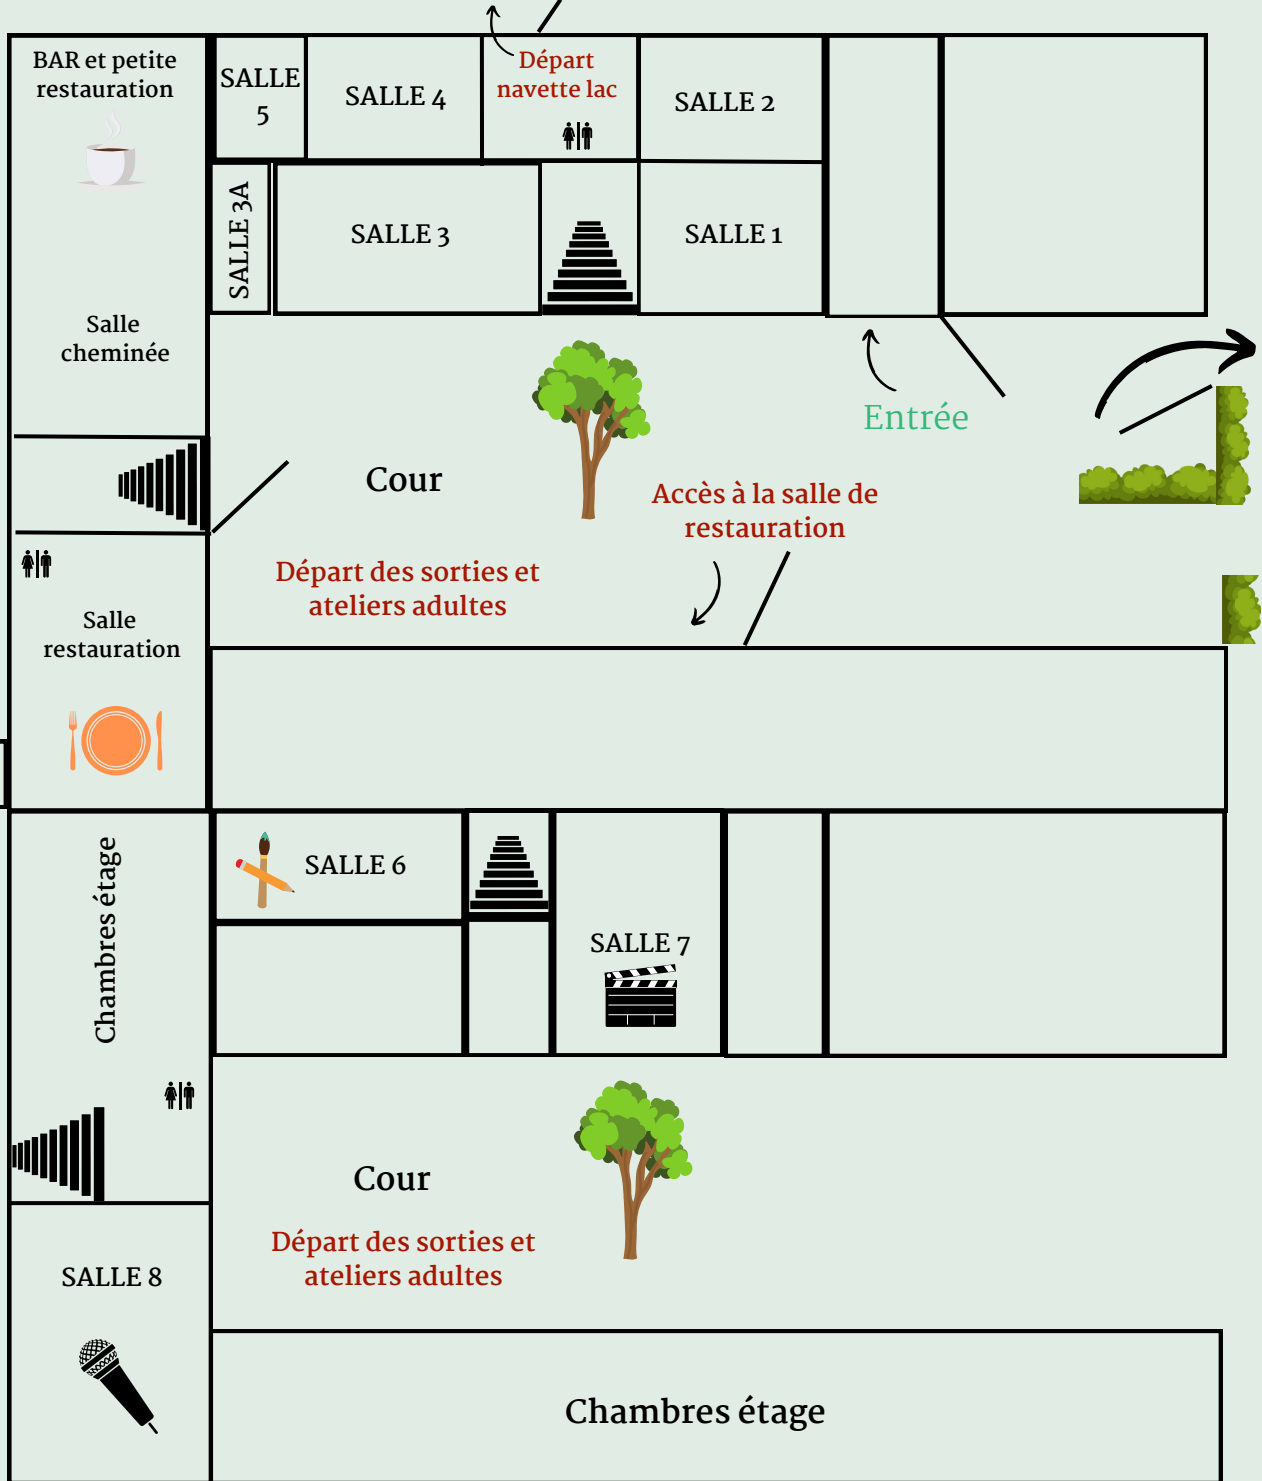 BAR et petite
restauration
SALLE
5
SALLE 4
Départ
navette lac
SALLE 2
SALLE 3A
SALLE 3
SALLE 1
Salle
cheminée
Entrée
Cour
Accès à la salle de
restauration
Départ des sorties et
ateliers adultes
Salle
restauration
Chambres étage
SALLE 6
SALLE 7
Cour
Départ des sorties et
ateliers adultes
SALLE 8
Chambres étage